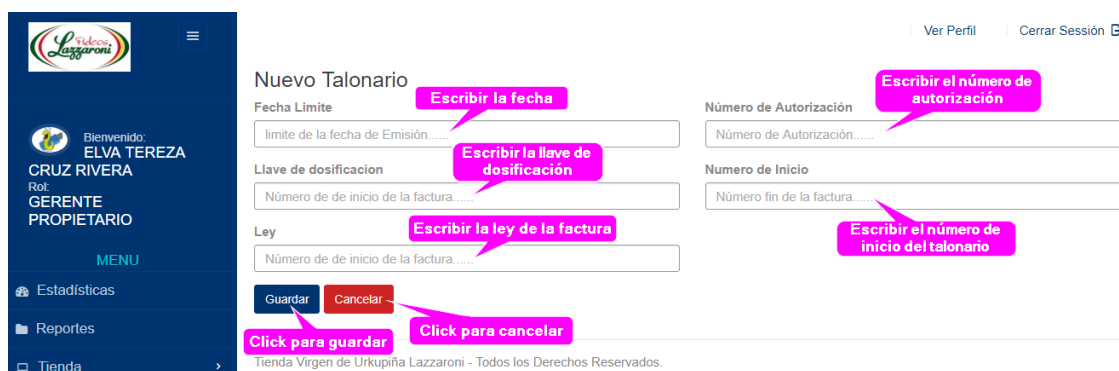 Fideos
Lazzaroni
Ver Perfil
Cerrar Sessión
Bienvenido:
ELVA TEREZA
CRUZ RIVERA
Rol:
GERENTE
PROPIETARIO
MENU
Estadísticas
Reportes
Tienda
Nuevo Talonario
Fecha Limite
Escribir la fecha
limite de la fecha de Emisión......
Número de Autorización
Escribir el número de
autorización
Número de Autorización......
Llave de dosificacion
Escribir la llave de
dosificación
Número de de inicio de la factura......
Numero de Inicio
Número fin de la factura......
Escribir el número de
inicio del talonario
Ley
Escribir la ley de la factura
Número de de inicio de la factura......
Guardar
Cancelar
Click para guardar
Click para cancelar
Tienda Virgen de Urkupiña Lazzaroni - Todos los Derechos Reservados.